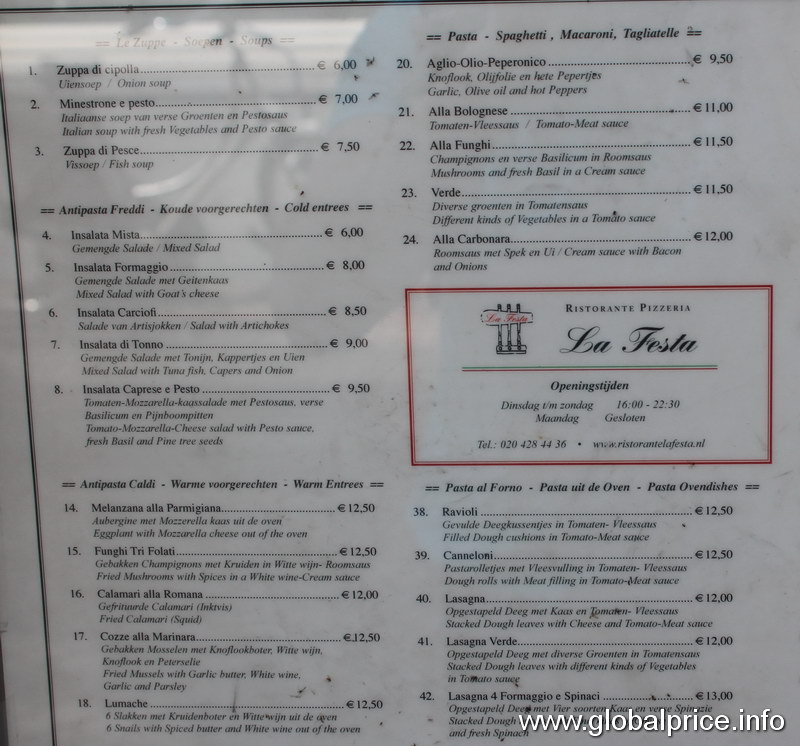 == Le Zuppe - Soepen - Soups ==
1. Zuppa di cipolla € 6,00
Uiensoep / Onion soup
2. Minestrone e pesto € 7,00
Italiaanse soep van verse Groenten en Pestosaus
Italian soup with fresh Vegetables and Pesto sauce
3. Zuppa di Pesce € 7,50
Vissoep / Fish soup
== Antipasta Freddi - Koude voorgerechten - Cold entrees ==
4. Insalata Mista € 6,00
Gemengde Salade / Mixed Salad
5. Insalata Formaggio € 8,00
Gemengde Salade met Geitenkaas
Mixed Salad with Goat's cheese
6. Insalata Carciofi € 8,50
Salade van Artisjokken / Salad with Artichokes
7. Insalata di Tonno € 9,00
Gemengde Salade met Tonijn, Kappertjes en Uien
Mixed Salad with Tuna fish, Capers and Onion
8. Insalata Caprese e Pesto € 9,50
Tomaten-Mozzarella-kaassalade met Pestosaus, verse
Basilicum en Pijnboompitten
Tomato-Mozzarella-Cheese salad with Pesto sauce,
fresh Basil and Pine tree seeds
== Antipasta Caldi - Warme voorgerechten - Warm Entrees ==
14. Melanzana alla Parmigiana € 12,50
Aubergine met Mozzerella kaas uit de oven
Eggplant with Mozzarella cheese out of the oven
15. Funghi Tri Folati € 12,50
Gebakken Champignons met Kruiden in Witte wijn- Roomsaus
Fried Mushrooms with Spices in a White wine-Cream sauce
16. Calamari alla Romana € 12,00
Gefrituurde Calamari (Inktvis)
Fried Calamari (Squid)
17. Cozze alla Marinara €12,50
Gebakken Mosselen met Knoflookboter, Witte wijn,
Knoflook en Peterselie
Fried Mussels with Garlic butter, White wine,
Garlic and Parsley
18. Lumache € 12,50
6 Slakken met Kruidenboter en Witte wijn uit de oven
6 Snails with Spiced butter and White wine out of the oven
== Pasta - Spaghetti , Macaroni, Tagliatelle ==
20. Aglio-Olio-Peperonico € 9,50
Knoflook, Olijfolie en hete Pepertjes
Garlic, Olive oil and hot Peppers
21. Alla Bolognese € 11,00
Tomaten-Vleessaus / Tomato-Meat sauce
22. Alla Funghi € 11,50
Champignons en verse Basilicum in Roomsaus
Mushrooms and fresh Basil in a Cream sauce
23. Verde € 11,50
Diverse groenten in Tomatensaus
Different kinds of Vegetables in a Tomato sauce
24. Alla Carbonara € 12,00
Roomsaus met Spek en Ui / Cream sauce with Bacon
and Onions
La Festa
RISTORANTE PIZZERIA
La Festa
Openingstijden
Dinsdag t/m zondag 16:00 - 22:30
Maandag Gesloten
Tel.: 020 428 44 36 • www.ristorantelafesta.nl
== Pasta al Forno - Pasta uit de Oven - Pasta Ovendishes ==
38. Ravioli € 12,50
Gevulde Deegkussentjes in Tomaten- Vleessaus
Filled Dough cushions in Tomato-Meat sauce
39. Canneloni € 12,50
Pastarolletjes met Vleesvulling in Tomaten- Vleessaus
Dough rolls with Meat filling in Tomato-Meat sauce
40. Lasagna € 12,00
Opgestapeld Deeg met Kaas en Tomaten- Vleessaus
Stacked Dough leaves with Cheese and Tomato-Meat sauce
41. Lasagna Verde € 12,00
Opgestapeld Deeg met diverse Groenten in Tomatensaus
Stacked Dough leaves with different kinds of Vegetables
in Tomato sauce
42. Lasagna 4 Formaggio e Spinaci € 13,00
Opgestapeld Deeg met Vier soorten Kaas en verse Spinazie
Stacked Dough
and fresh Spinach
www.globalprice.info